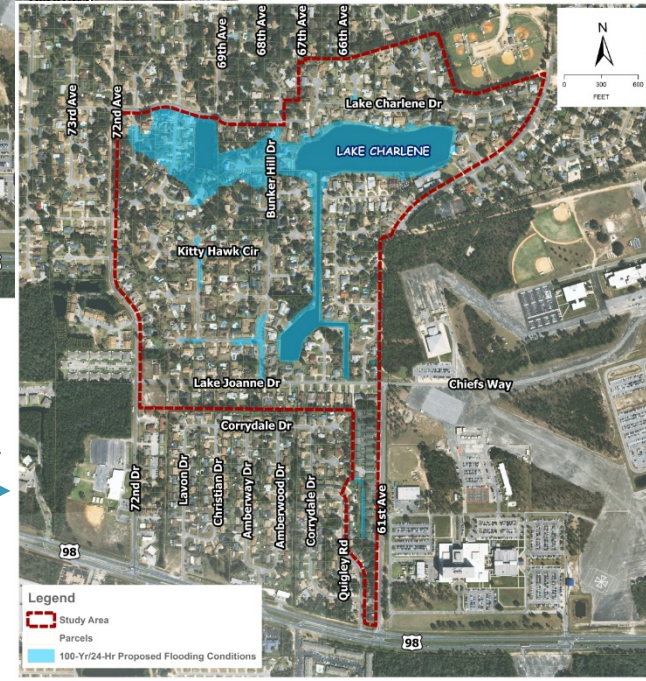 69th Ave
68th Ave
67th Ave
66th Ave
N
0 300 600
FEET
73rd Ave
72nd Ave
Lake Charlene Dr
LAKE CHARLENE
Bunker Hill Dr
Kitty Hawk Cir
Lake Joanne Dr
Chiefs Way
Corrydale Dr
72nd Dr
Lavon Dr
Christian Dr
Amberway Dr
Amberwood Dr
Corrydale Dr
Quigley Rd
61st Ave
98
98
Legend
Study Area
Parcels
100-Yr/24-Hr Proposed Flooding Conditions